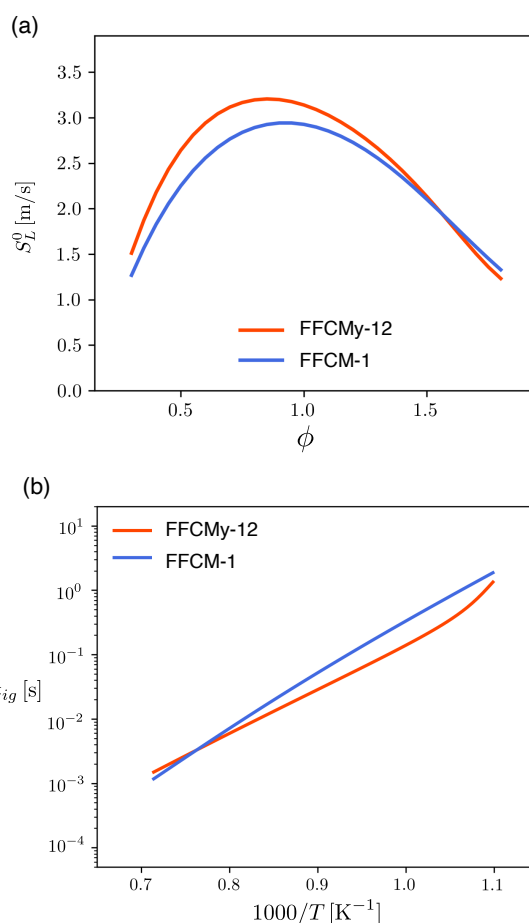 (a)
3.5
3.0
2.5
2.0
1.5
1.0
0.5
0.0
S_L^0 [m/s]
FFCMy-12
FFCM-1
0.5 1.0 1.5
ϕ
(b)
FFCMy-12
FFCM-1
10^1
10^0
10^{-1}
10^{-2}
10^{-3}
10^{-4}
ig [s]
0.7 0.8 0.9 1.0 1.1
1000/T [K^{-1}]